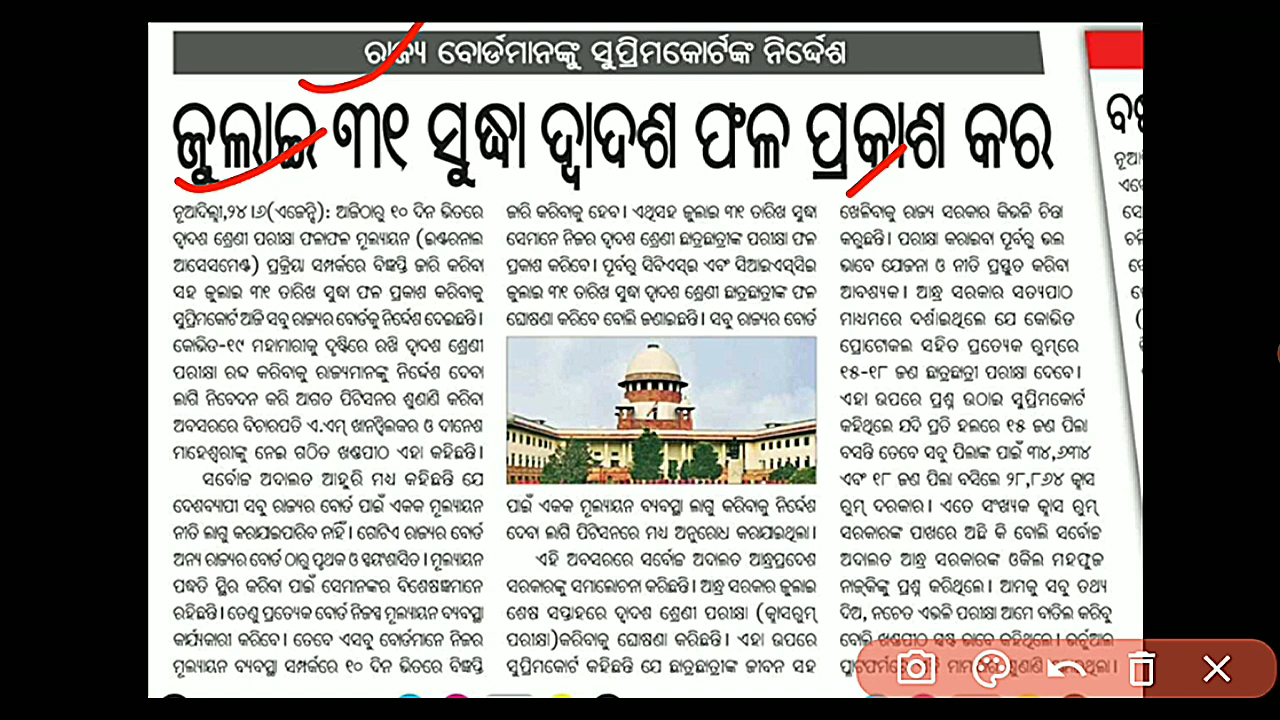 ରାଜ୍ୟ ବୋର୍ଡମାନଙ୍କୁ ସୁପ୍ରିମକୋର୍ଟଙ୍କ ନିର୍ଦ୍ଦେଶ
ଜୁଲାଇ ୩୧ ସୁଦ୍ଧା ଦ୍ୱାଦଶ ଫଳ ପ୍ରକାଶ କର
ନୂଆଦିଲ୍ଲୀ,୨୪।୬(ଏଜେନ୍ସି): ଆଜିଠାରୁ ୧୦ ଦିନ ଭିତରେ
ଦ୍ୱାଦଶ ଶ୍ରେଣୀ ପରୀକ୍ଷା ଫଳାଫଳ ମୂଲ୍ୟାୟନ (ଇଣ୍ଟରନାଲ
ଆସେସମେଣ୍ଟ) ପ୍ରକ୍ରିୟା ସମ୍ପର୍କରେ ବିଜ୍ଞପ୍ତି ଜାରି କରିବା
ସହ ଜୁଲାଇ ୩୧ ତାରିଖ ସୁଦ୍ଧା ଫଳ ପ୍ରକାଶ କରିବାକୁ
ସୁପ୍ରିମକୋର୍ଟ ଆଜି ସବୁ ରାଜ୍ୟର ବୋର୍ଡକୁ ନିର୍ଦ୍ଦେଶ ଦେଇଛନ୍ତି।
କୋଭିଡ-୧୯ ମହାମାରୀକୁ ଦୃଷ୍ଟିରେ ରଖି ଦ୍ୱାଦଶ ଶ୍ରେଣୀ
ପରୀକ୍ଷା ରଦ୍ଦ କରିବାକୁ ରାଜ୍ୟମାନଙ୍କୁ ନିର୍ଦ୍ଦେଶ ଦେବା
ଲାଗି ନିବେଦନ କରି ଆଗତ ପିଟିସନର ଶୁଣାଣି କରିବା
ଅବସରରେ ବିଚାରପତି ଏ.ଏମ୍ ଖାନୱିଲକର ଓ ଦୀନେଶ
ମାହେଶ୍ୱରୀଙ୍କୁ ନେଇ ଗଠିତ ଖଣ୍ଡପୀଠ ଏହା କହିଛନ୍ତି।
ସର୍ବୋଚ୍ଚ ଅଦାଲତ ଆହୁରି ମଧ୍ୟ କହିଛନ୍ତି ଯେ
ଦେଶବ୍ୟାପୀ ସବୁ ରାଜ୍ୟର ବୋର୍ଡ ପାଇଁ ଏକକ ମୂଲ୍ୟାୟନ
ନୀତି ଲାଗୁ କରାଯାଇପାରିବ ନାହିଁ। ଗୋଟିଏ ରାଜ୍ୟର ବୋର୍ଡ
ଅନ୍ୟ ରାଜ୍ୟର ବୋର୍ଡ ଠାରୁ ପୃଥକ ଓ ସ୍ୱୟଂଶାସିତ। ମୂଲ୍ୟାୟନ
ପଦ୍ଧତି ସ୍ଥିର କରିବା ପାଇଁ ସେମାନଙ୍କର ବିଶେଷଜ୍ଞମାନେ
ରହିଛନ୍ତି। ତେଣୁ ପ୍ରତ୍ୟେକ ବୋର୍ଡ ନିଜସ୍ୱ ମୂଲ୍ୟାୟନ ବ୍ୟବସ୍ଥା
କାର୍ଯ୍ୟକାରୀ କରିବେ। ତେବେ ଏସବୁ ବୋର୍ଡମାନେ ନିଜର
ମୂଲ୍ୟାୟନ ବ୍ୟବସ୍ଥା ସମ୍ପର୍କରେ ୧୦ ଦିନ ଭିତରେ ବିଜ୍ଞପ୍ତି
ଜାରି କରିବାକୁ ହେବ। ଏଥିସହ ଜୁଲାଇ ୩୧ ତାରିଖ ସୁଦ୍ଧା
ସେମାନେ ନିଜର ଦ୍ୱାଦଶ ଶ୍ରେଣୀ ଛାତ୍ରଛାତ୍ରୀଙ୍କ ପରୀକ୍ଷା ଫଳ
ପ୍ରକାଶ କରିବେ। ପୂର୍ବରୁ ସିବିଏସ୍‌ଇ ଏବଂ ସିଆଇଏସ୍‌ସିଇ
ଜୁଲାଇ ୩୧ ତାରିଖ ସୁଦ୍ଧା ଦ୍ୱାଦଶ ଶ୍ରେଣୀ ଛାତ୍ରଛାତ୍ରୀଙ୍କ ଫଳ
ଘୋଷଣା କରିବେ ବୋଲି ଜଣାଇଛନ୍ତି। ସବୁ ରାଜ୍ୟର ବୋର୍ଡ
ପାଇଁ ଏକକ ମୂଲ୍ୟାୟନ ବ୍ୟବସ୍ଥା ଲାଗୁ କରିବାକୁ ନିର୍ଦ୍ଦେଶ
ଦେବା ଲାଗି ପିଟିସନରେ ମଧ୍ୟ ଅନୁରୋଧ କରାଯାଇଥିଲା।
ଏହି ଅବସରରେ ସର୍ବୋଚ୍ଚ ଅଦାଲତ ଆନ୍ଧ୍ରପ୍ରଦେଶ
ସରକାରଙ୍କୁ ସମାଲୋଚନା କରିଛନ୍ତି। ଆନ୍ଧ୍ର ସରକାର ଜୁଲାଇ
ଶେଷ ସପ୍ତାହରେ ଦ୍ୱାଦଶ ଶ୍ରେଣୀ ପରୀକ୍ଷା (କ୍ଲାସରୁମ୍
ପରୀକ୍ଷା)କରିବାକୁ ଘୋଷଣା କରିଛନ୍ତି। ଏହା ଉପରେ
ସୁପ୍ରିମକୋର୍ଟ କହିଛନ୍ତି ଯେ ଛାତ୍ରଛାତ୍ରୀଙ୍କ ଜୀବନ ସହ
ଖେଳିବାକୁ ରାଜ୍ୟ ସରକାର କିଭଳି ଚିନ୍ତା
କରୁଛନ୍ତି। ପରୀକ୍ଷା କରାଇବା ପୂର୍ବରୁ ଭଲ
ଭାବେ ଯୋଜନା ଓ ନୀତି ପ୍ରସ୍ତୁତ କରିବା
ଆବଶ୍ୟକ। ଆନ୍ଧ୍ର ସରକାର ସତ୍ୟପାଠ
ମାଧ୍ୟମରେ ଦର୍ଶାଇଥିଲେ ଯେ କୋଭିଡ
ପ୍ରୋଟୋକଲ ସହିତ ପ୍ରତ୍ୟେକ ରୁମ୍‌ରେ
୧୫-୧୮ ଜଣ ଛାତ୍ରଛାତ୍ରୀ ପରୀକ୍ଷା ଦେବେ।
ଏହା ଉପରେ ପ୍ରଶ୍ନ ଉଠାଇ ସୁପ୍ରିମକୋର୍ଟ
କହିଥିଲେ ଯଦି ପ୍ରତି ହଲରେ ୧୫ ଜଣ ପିଲା
ବସନ୍ତି ତେବେ ସବୁ ପିଲାଙ୍କ ପାଇଁ ୩୪,୬୩୪
ଏବଂ ୧୮ ଜଣ ପିଲା ବସିଲେ ୨୮,୮୬୪ କ୍ଲାସ
ରୁମ୍ ଦରକାର। ଏତେ ସଂଖ୍ୟକ କ୍ଲାସ ରୁମ୍
ସରକାରଙ୍କ ପାଖରେ ଅଛି କି ବୋଲି ସର୍ବୋଚ୍ଚ
ଅଦାଲତ ଆନ୍ଧ୍ର ସରକାରଙ୍କ ଓକିଲ ମହଫୁଜ
ନାଜ୍‌କିଙ୍କୁ ପ୍ରଶ୍ନ କରିଥିଲେ। ଆମକୁ ସବୁ ତଥ୍ୟ
ଦିଅ, ନଚେତ ଏଭଳି ପରୀକ୍ଷା ଆମେ ବାତିଲ କରିବୁ
ବୋଲି ଖଣ୍ଡପୀଠ ସ୍ପଷ୍ଟ ଭାବେ କହିଥିଲେ। ଭର୍ଚୁଆଲ